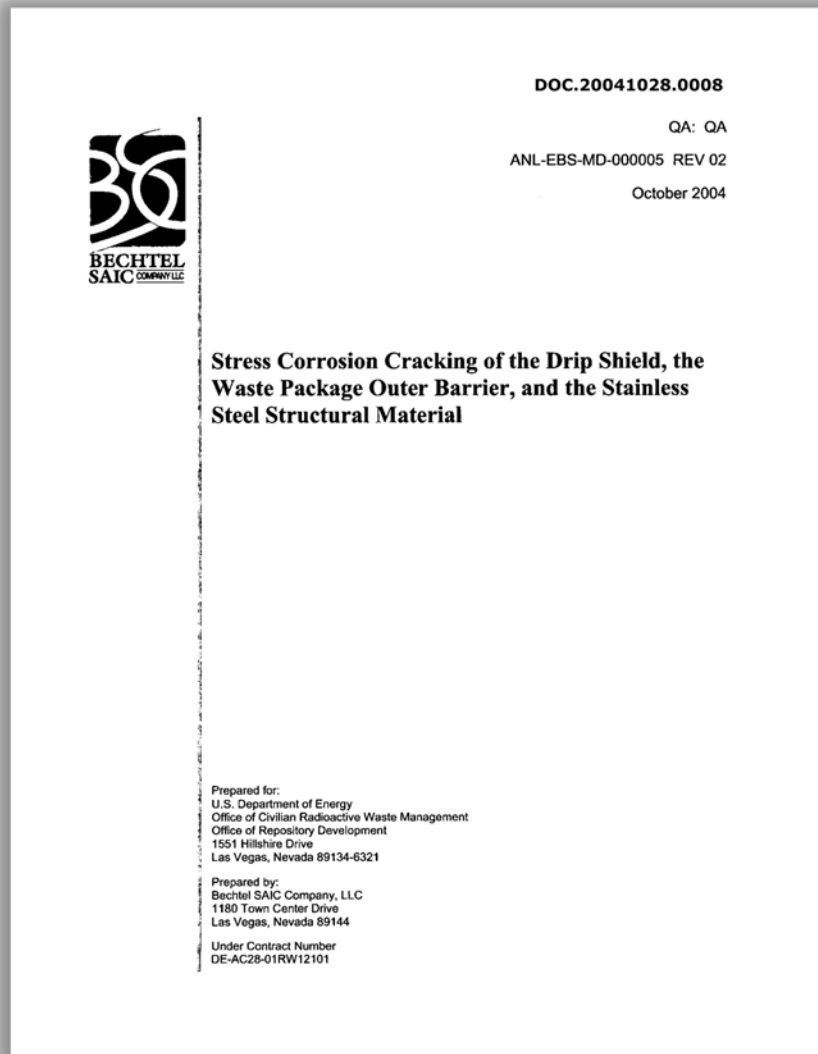 DOC.20041028.0008
QA: QA
ANL-EBS-MD-000005 REV 02
October 2004
BSC
BECHTEL
SAIC COMPANY LLC
Stress Corrosion Cracking of the Drip Shield, the
Waste Package Outer Barrier, and the Stainless
Steel Structural Material
Prepared for:
U.S. Department of Energy
Office of Civilian Radioactive Waste Management
Office of Repository Development
1551 Hillshire Drive
Las Vegas, Nevada 89134-6321
Prepared by:
Bechtel SAIC Company, LLC
1180 Town Center Drive
Las Vegas, Nevada 89144
Under Contract Number
DE-AC28-01RW12101